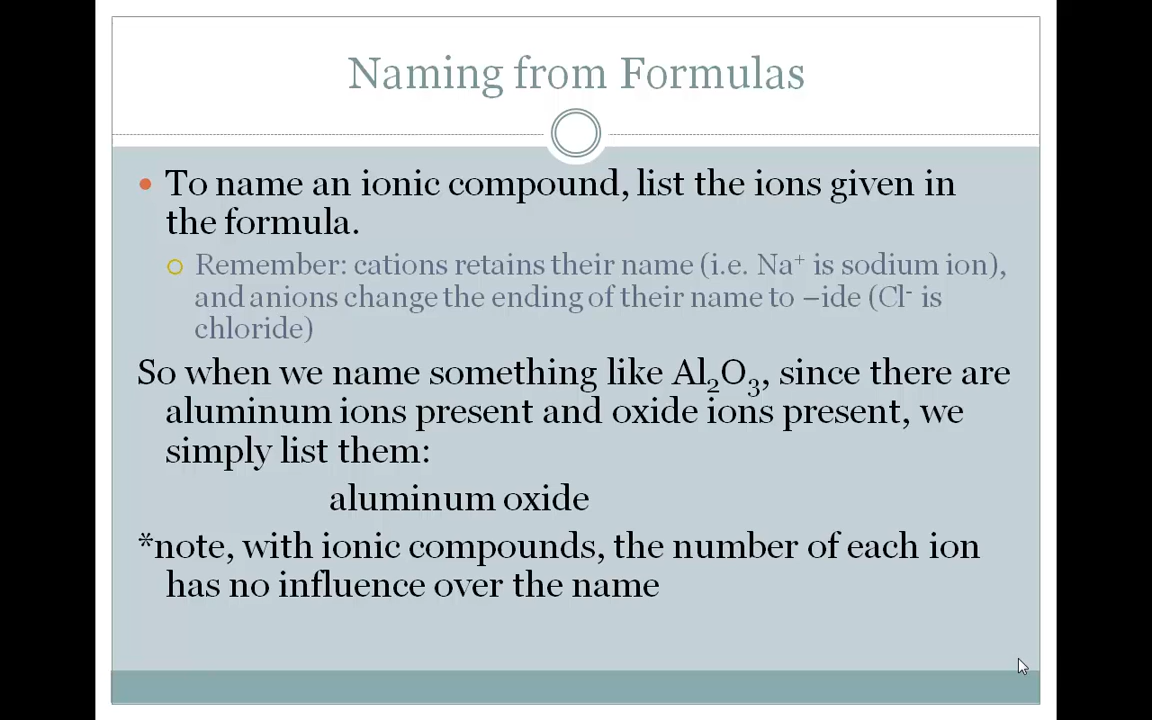 Naming from Formulas
• To name an ionic compound, list the ions given in
the formula.
○ Remember: cations retains their name (i.e. Na⁺ is sodium ion),
and anions change the ending of their name to –ide (Cl⁻ is
chloride)
So when we name something like Al₂O₃, since there are
aluminum ions present and oxide ions present, we
simply list them:
aluminum oxide
*note, with ionic compounds, the number of each ion
has no influence over the name